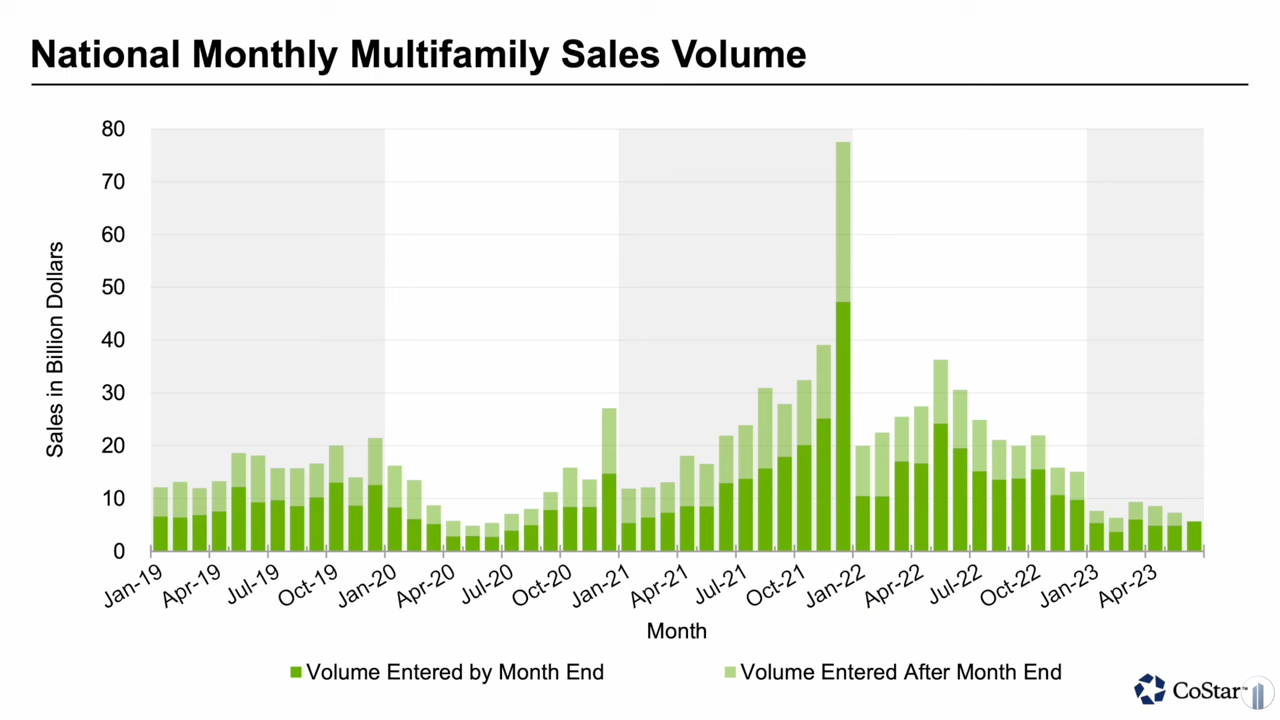 National Monthly Multifamily Sales Volume
80
70
60
50
40
30
20
10
0
Sales in Billion Dollars
Jan-19 Apr-19 Jul-19 Oct-19 Jan-20 Apr-20 Jul-20 Oct-20 Jan-21 Apr-21 Jul-21 Oct-21 Jan-22 Apr-22 Jul-22 Oct-22 Jan-23 Apr-23
Month
Volume Entered by Month End Volume Entered After Month End
CoStar™